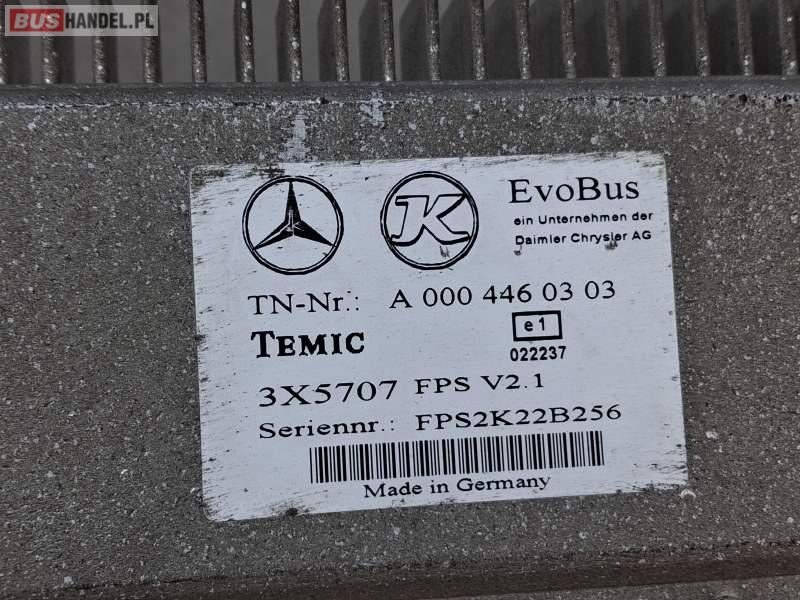 BUSHANDEL.PL
K
EvoBus
ein Unternehmen der
Daimler Chrysler AG
TN-Nr.: A 000 446 03 03
TEMIC
e1
022237
3X5707 FPS V2.1
Seriennr.: FPS2K22B256
Made in Germany